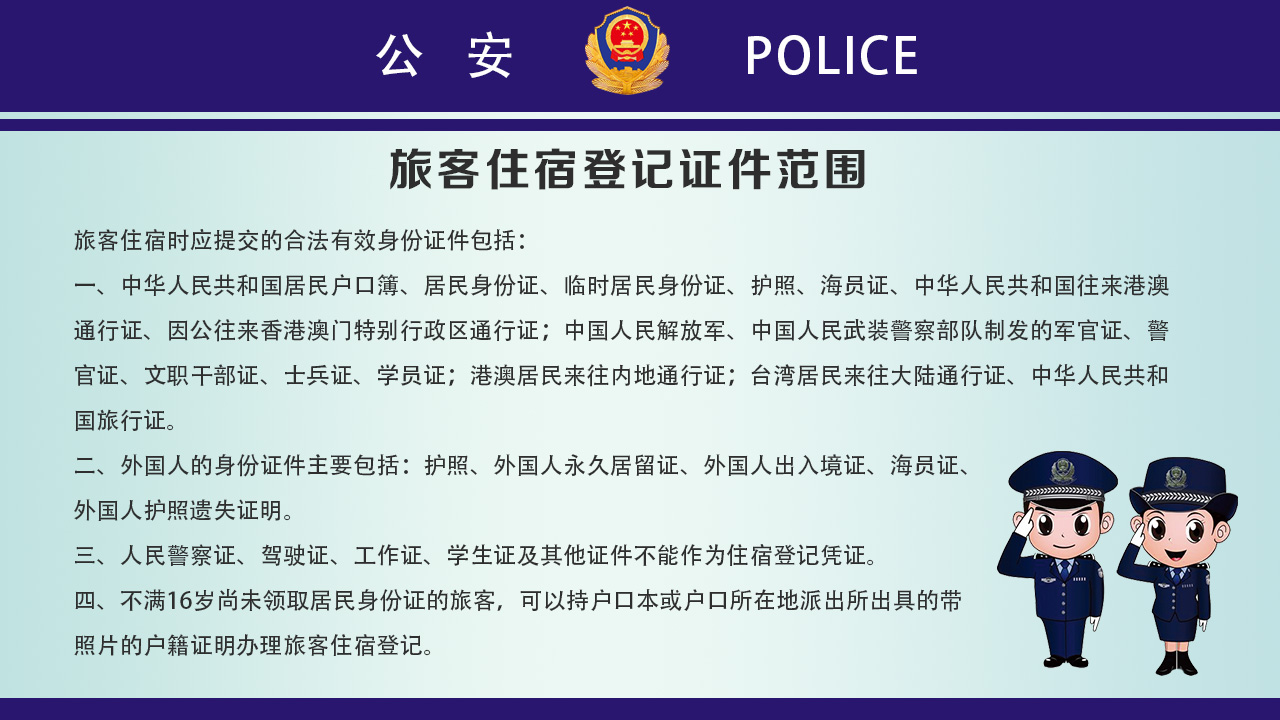 公 安 POLICE
旅客住宿登记证件范围
旅客住宿时应提交的合法有效身份证件包括：
一、中华人民共和国居民户口簿、居民身份证、临时居民身份证、护照、海员证、中华人民共和国往来港澳
通行证、因公往来香港澳门特别行政区通行证；中国人民解放军、中国人民武装警察部队制发的军官证、警
官证、文职干部证、士兵证、学员证；港澳居民来往内地通行证；台湾居民来往大陆通行证、中华人民共和
国旅行证。
二、外国人的身份证件主要包括：护照、外国人永久居留证、外国人出入境证、海员证、
外国人护照遗失证明。
三、人民警察证、驾驶证、工作证、学生证及其他证件不能作为住宿登记凭证。
四、不满16岁尚未领取居民身份证的旅客，可以持户口本或户口所在地派出所出具的带
照片的户籍证明办理旅客住宿登记。